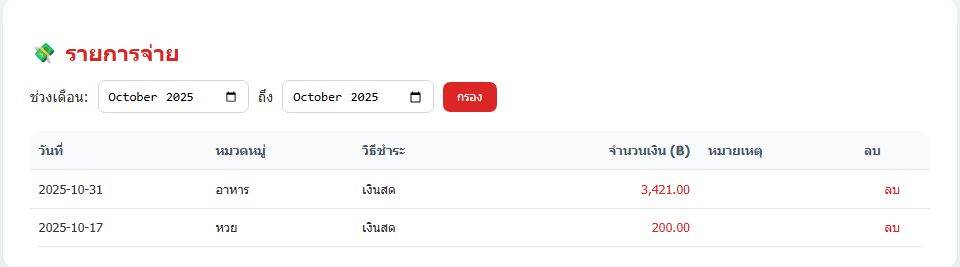 💸 รายการจ่าย
ช่วงเดือน: October 2025 ถึง October 2025 กรอง
วันที่ หมวดหมู่ วิธีชำระ จำนวนเงิน (฿) หมายเหตุ ลบ
2025-10-31 อาหาร เงินสด 3,421.00 ลบ
2025-10-17 หวย เงินสด 200.00 ลบ